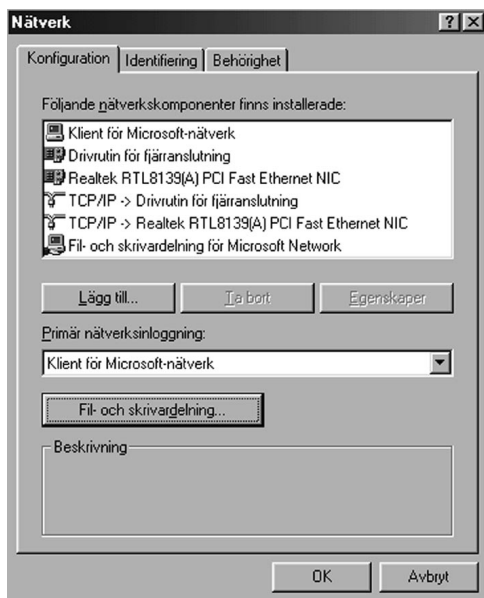 Nätverk
Konfiguration Identifiering Behörighet
Följande nätverkskomponenter finns installerade:
Klient för Microsoft-nätverk
Drivrutin för fjärranslutning
Realtek RTL8139(A) PCI Fast Ethernet NIC
TCP/IP -> Drivrutin för fjärranslutning
TCP/IP -> Realtek RTL8139(A) PCI Fast Ethernet NIC
Fil- och skrivardelning för Microsoft Network
Lägg till... Ta bort Egenskaper
Primär nätverksinloggning:
Klient för Microsoft-nätverk
Fil- och skrivardelning...
Beskrivning
OK Avbryt